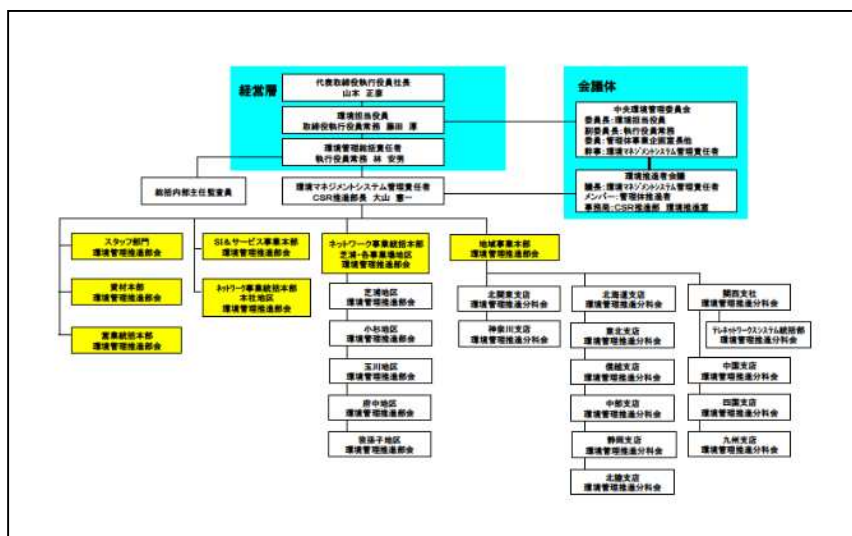 経営層
代表取締役執行役員社長
山本 正彦
環境担当役員
取締役執行役員常務 藤田 淳
環境管理総括責任者
執行役員常務 林 安男
会議体
中央環境管理委員会
委員長:環境担当役員
副委員長:執行役員常務
委員:管理体事業企画室長他
幹事:環境マネジメントシステム管理責任者
環境推進者会議
議長:環境マネジメントシステム管理責任者
メンバー:管理体推進者
事務局:CSR推進部 環境推進室
総括内部主任監査員
環境マネジメントシステム管理責任者
CSR推進部長 大山 憲一
スタッフ部門
環境管理推進部会
資材本部
環境管理推進部会
営業統括本部
環境管理推進部会
SI&サービス事業本部
環境管理推進部会
ネットワーク事業統括本部
本社地区
環境管理推進部会
ネットワーク事業統括本部
芝浦・各事業場地区
環境管理推進部会
芝浦地区
環境管理推進部会
小杉地区
環境管理推進部会
玉川地区
環境管理推進部会
府中地区
環境管理推進部会
我孫子地区
環境管理推進部会
地域事業本部
環境管理推進部会
北関東支店
環境管理推進分科会
神奈川支店
環境管理推進分科会
北海道支店
環境管理推進分科会
東北支店
環境管理推進分科会
信越支店
環境管理推進分科会
中部支店
環境管理推進分科会
静岡支店
環境管理推進分科会
北陸支店
環境管理推進分科会
関西支社
環境管理推進分科会
テレネットワークスシステム統括部
環境管理推進分科会
中国支店
環境管理推進分科会
四国支店
環境管理推進分科会
九州支店
環境管理推進分科会